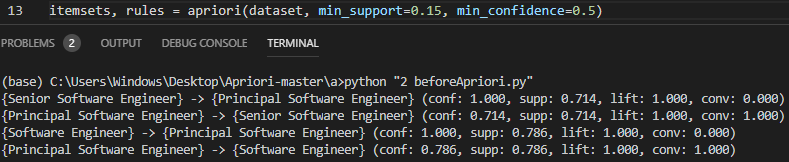 13 itemsets, rules = apriori(dataset, min_support=0.15, min_confidence=0.5)
PROBLEMS 2 OUTPUT DEBUG CONSOLE TERMINAL
(base) C:\Users\Windows\Desktop\Apriori-master\a>python "2 beforeApriori.py"
{Senior Software Engineer} -> {Principal Software Engineer} (conf: 1.000, supp: 0.714, lift: 1.000, conv: 0.000)
{Principal Software Engineer} -> {Senior Software Engineer} (conf: 0.714, supp: 0.714, lift: 1.000, conv: 1.000)
{Software Engineer} -> {Principal Software Engineer} (conf: 1.000, supp: 0.786, lift: 1.000, conv: 0.000)
{Principal Software Engineer} -> {Software Engineer} (conf: 0.786, supp: 0.786, lift: 1.000, conv: 1.000)